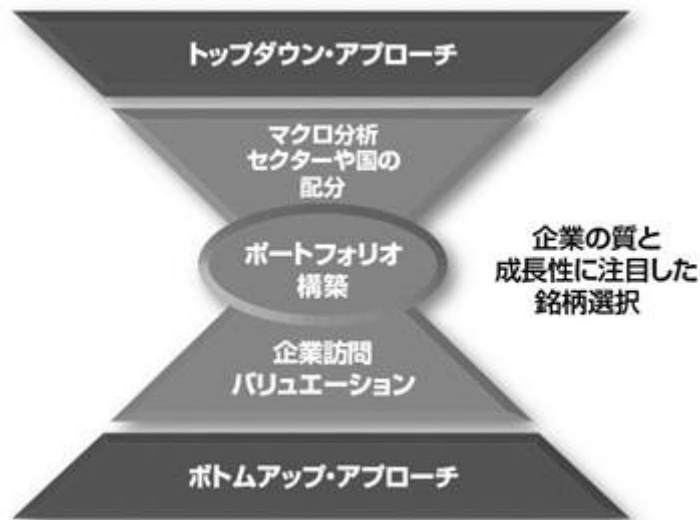 トップダウン・アプローチ
マクロ分析
セクターや国の
配分
ポートフォリオ
構築
企業の質と
成長性に注目した
銘柄選択
企業訪問
バリュエーション
ボトムアップ・アプローチ